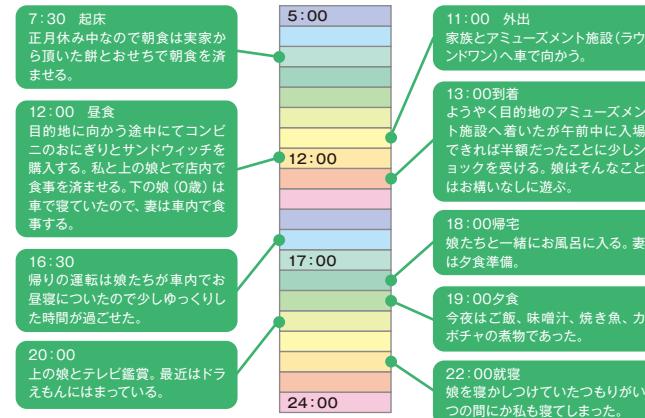 7:30 起床
正月休み中なので朝食は実家か
ら頂いた餅とおせちで朝食を済
ませる。
12:00 昼食
目的地に向かう途中にてコンビ
ニのおにぎりとサンドウィッチを
購入する。私と上の娘とで店内で
食事を済ませる。下の娘(0歳)は
車で寝ていたので、妻は車内で食
事する。
16:30
帰りの運転は娘たちが車内でお
昼寝についたので少しゆっくりし
た時間が過ごせた。
20:00
上の娘とテレビ鑑賞。最近はドラ
えもんにはまっている。
5:00
12:00
17:00
24:00
11:00 外出
家族とアミューズメント施設(ラウ
ンドワン)へ車で向かう。
13:00到着
ようやく目的地のアミューズメン
ト施設へ着いたが午前中に入場
できれば半額だったことに少しシ
ョックを受ける。娘はそんなこと
はお構いなしに遊ぶ。
18:00帰宅
娘たちと一緒にお風呂に入る。妻
は夕食準備。
19:00夕食
今夜はご飯、味噌汁、焼き魚、カ
ボチャの煮物であった。
22:00就寝
娘を寝かしつけていたつもりがい
つの間にか私も寝てしまった。